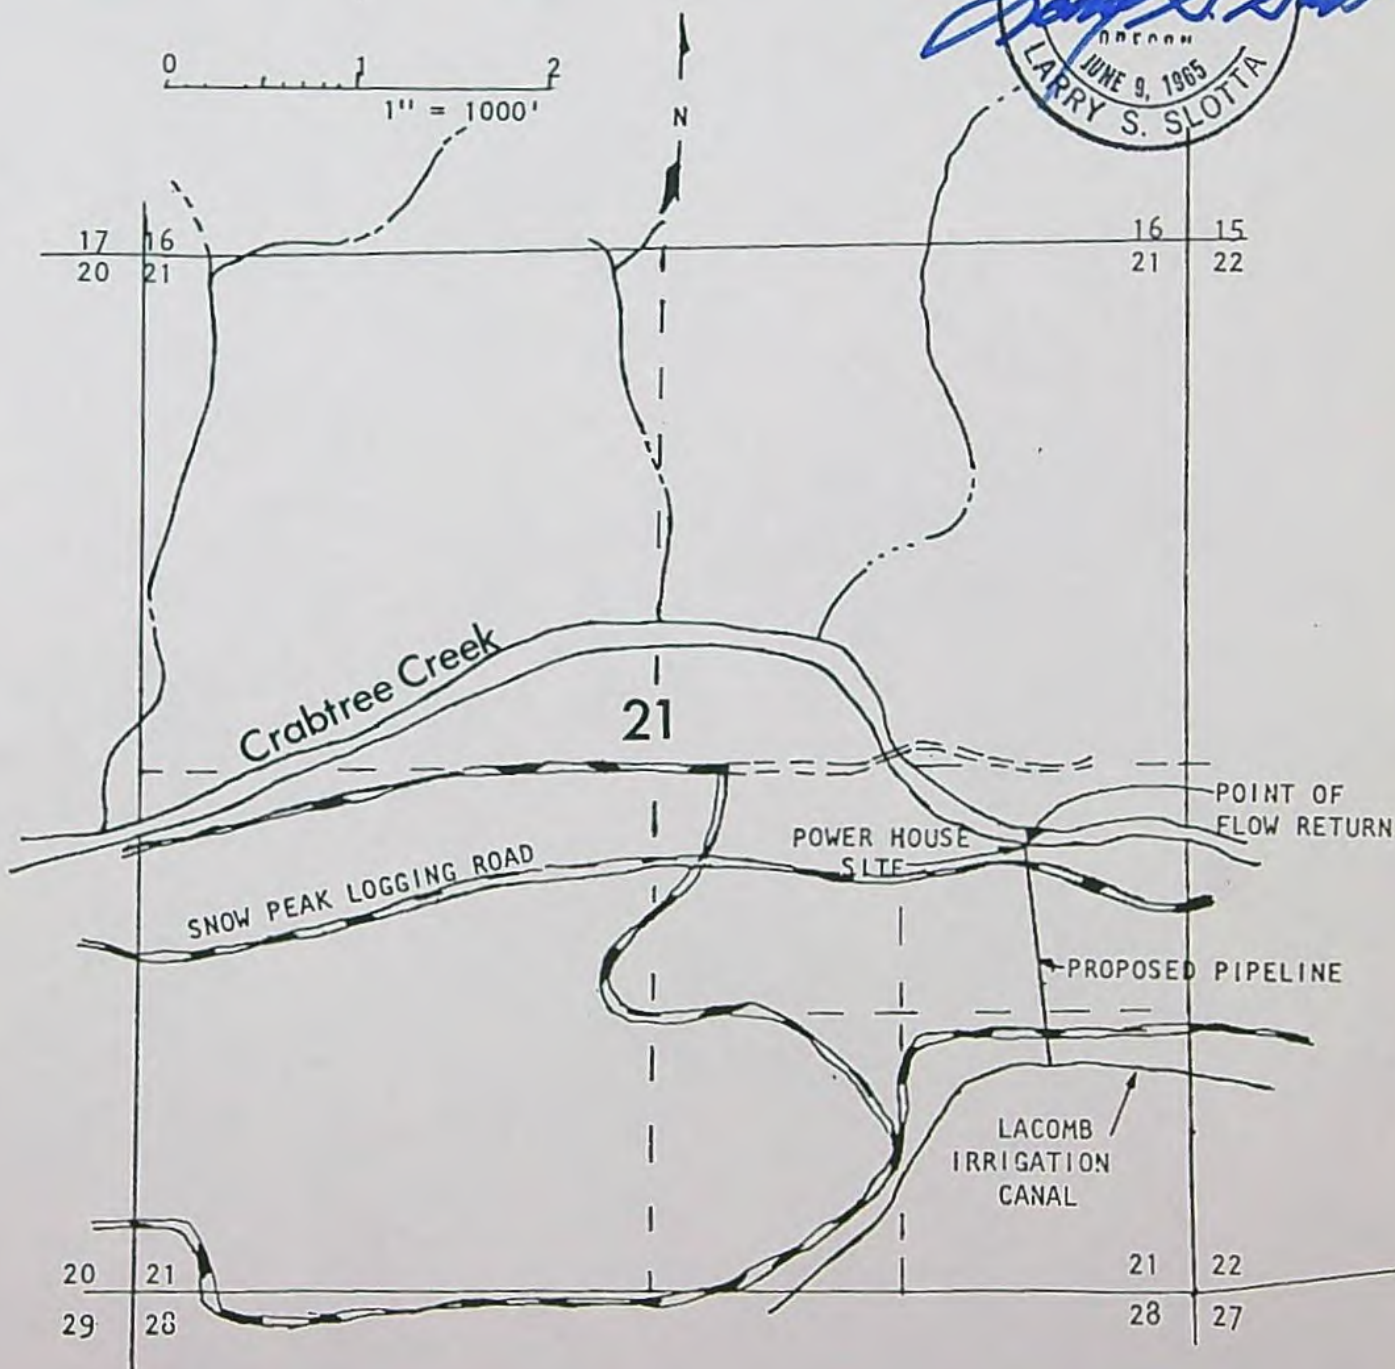 0 1 2
1" = 1000'
N
JUNE 9, 1965
LARRY S. SLOTTA
17 16
20 21
16 15
21 22
Crabtree Creek
21
POINT OF
FLOW RETURN
POWER HOUSE
SITE
SNOW PEAK LOGGING ROAD
PROPOSED PIPELINE
LACOMB
IRRIGATION
CANAL
20 21
29 28
21 22
28 27